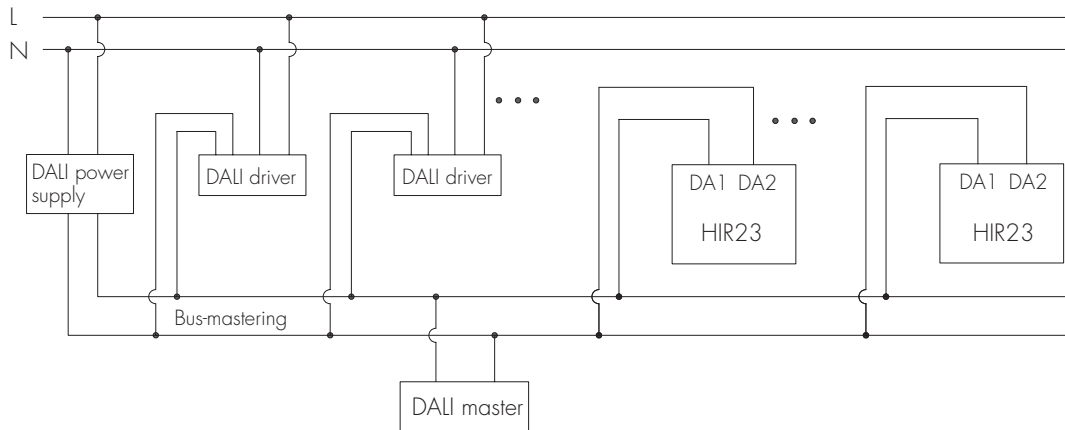 L
N
DALI power
supply
DALI driver
DALI driver
DA1 DA2
HIR23
DA1 DA2
HIR23
Bus-mastering
DALI master